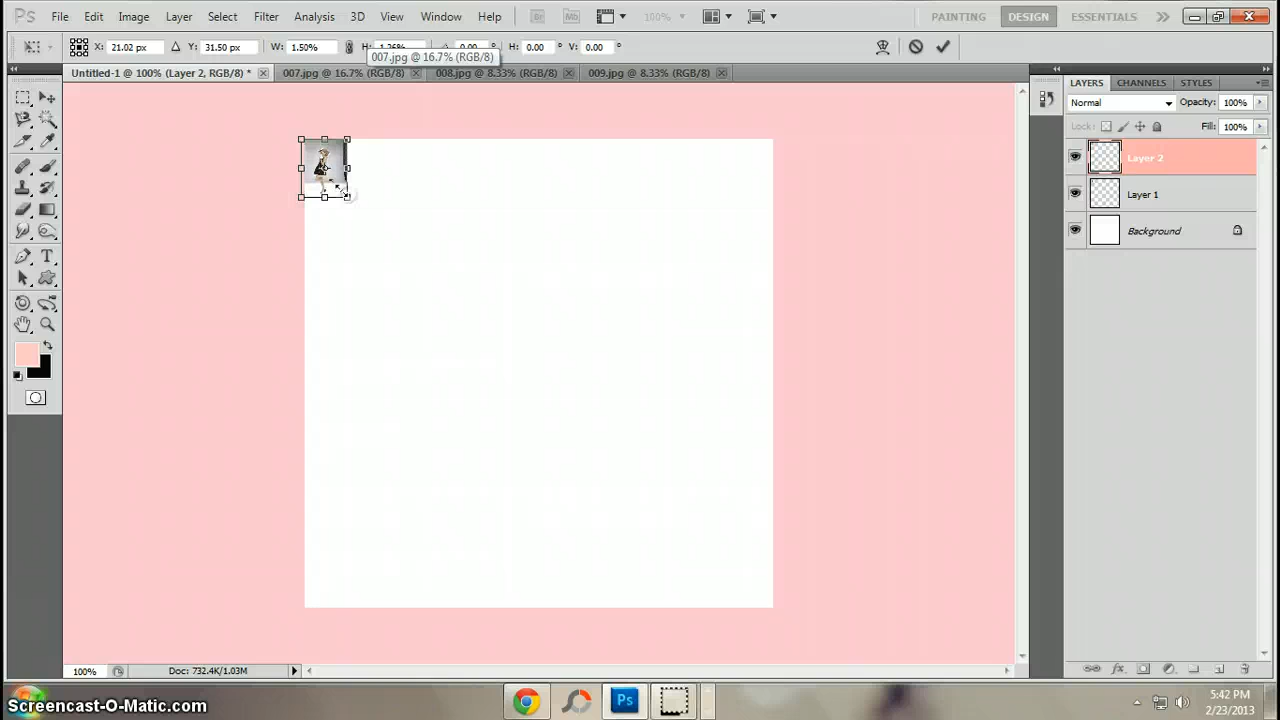 Ps File Edit Image Layer Select Filter Analysis 3D View Window Help Br Mb 100% PAINTING DESIGN ESSENTIALS
X: 21.02 px Y: 31.50 px W: 1.50% H: 0.00 ° H: 0.00 ° V: 0.00 °
007.jpg @ 16.7% (RGB/8)
Untitled-1 @ 100% (Layer 2, RGB/8) * 007.jpg @ 16.7% (RGB/8) 008.jpg @ 8.33% (RGB/8) 009.jpg @ 8.33% (RGB/8)
LAYERS CHANNELS STYLES
Normal Opacity: 100%
Lock: Fill: 100%
Layer 2
Layer 1
Background
100% Doc: 732.4K/1.03M
Ps
5:42 PM
2/23/2013
Screencast-O-Matic.com